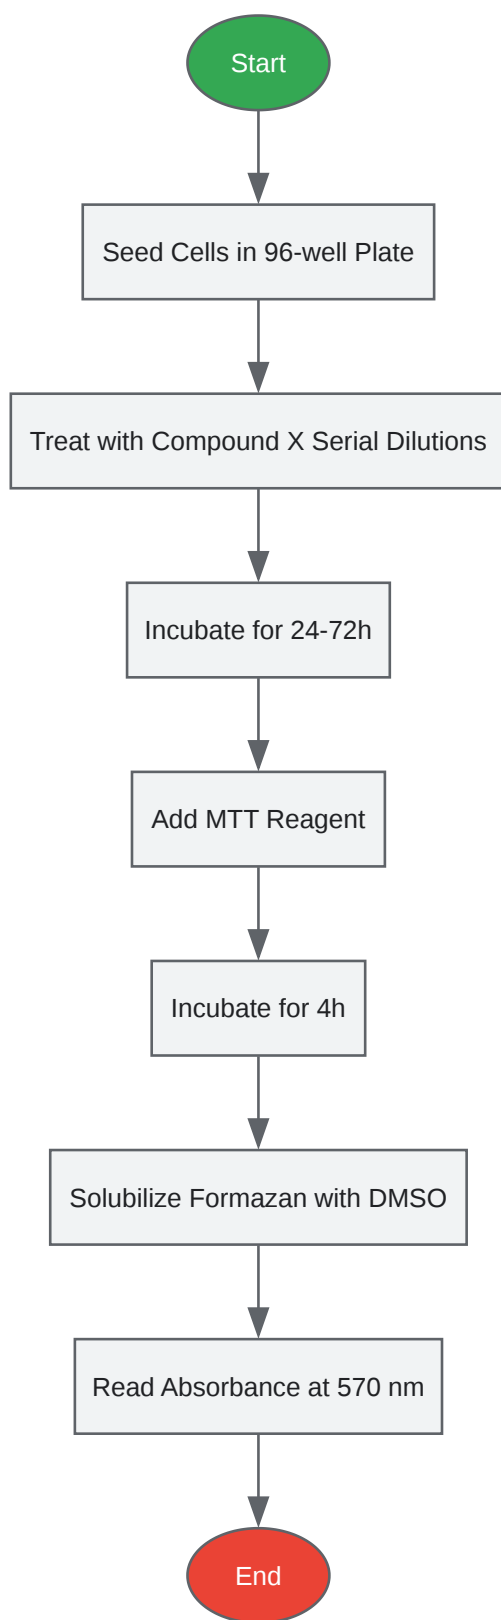 Start
Seed Cells in 96-well Plate
Treat with Compound X Serial Dilutions
Incubate for 24-72h
Add MTT Reagent
Incubate for 4h
Solubilize Formazan with DMSO
Read Absorbance at 570 nm
End